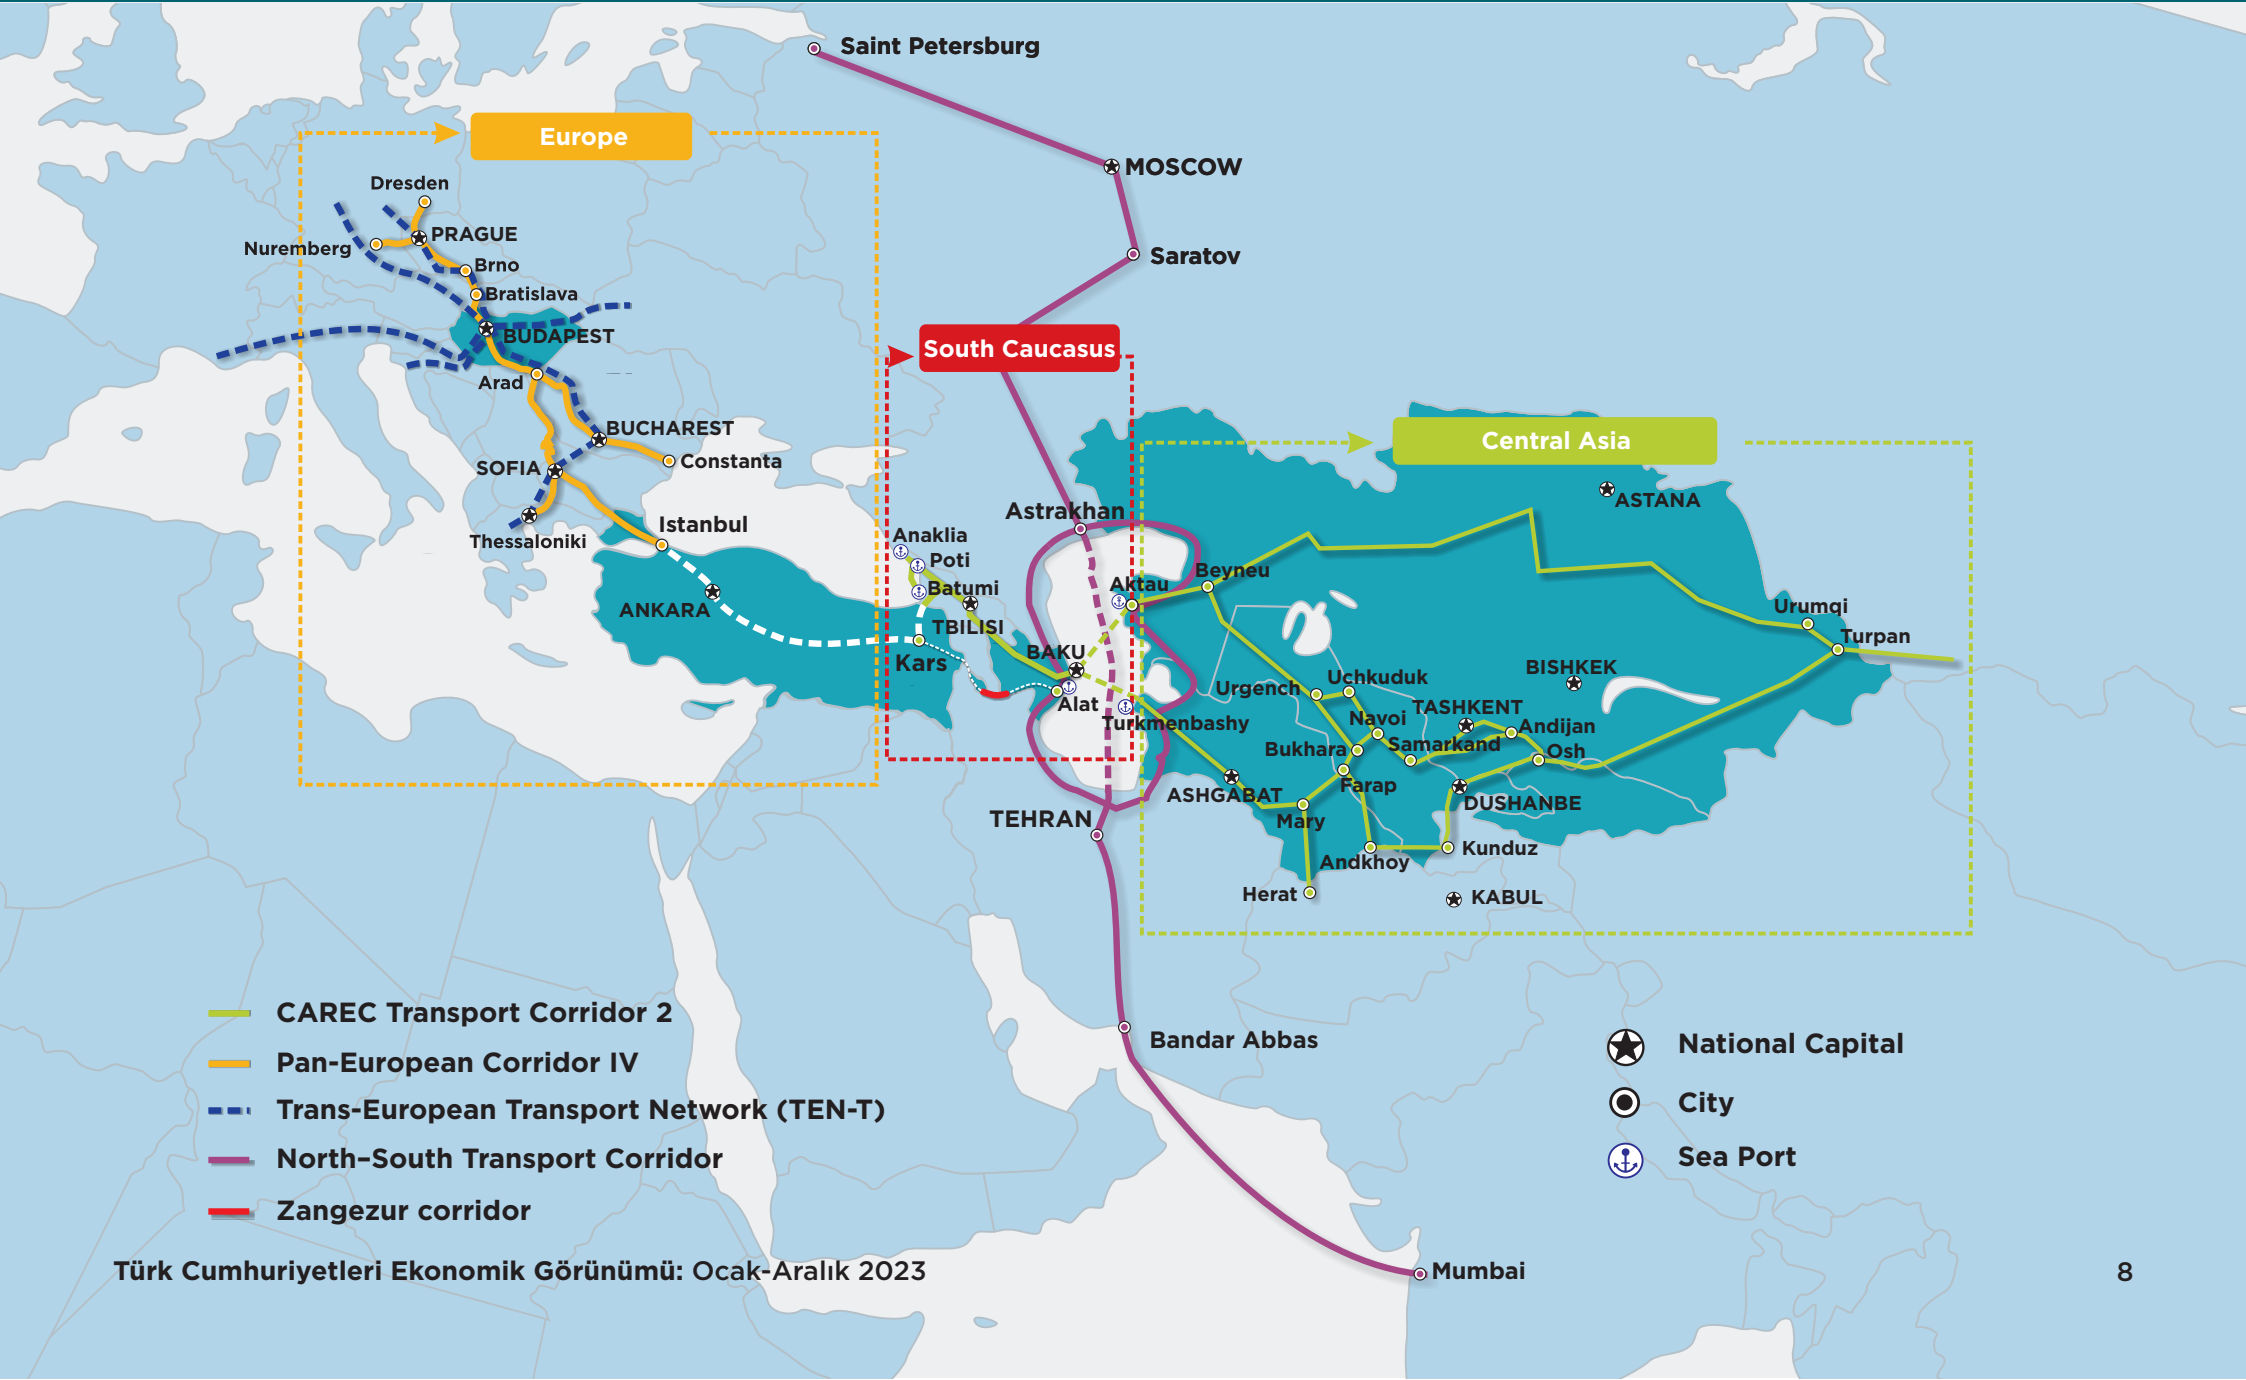 Saint Petersburg
Europe
MOSCOW
Dresden
PRAGUE
Nuremberg
Brno
Saratov
Bratislava
BUDAPEST
South Caucasus
Arad
BUCHAREST
Central Asia
Constanta
SOFIA
ASTANA
Astrakhan
Istanbul
Thessaloniki
Anaklia
Poti
Beyneu
Aktau
Batumi
ANKARA
Urumqi
TBILISI
Turpan
BAKU
Kars
BISHKEK
Uchkuduk
Urgench
Alat
TASHKENT
Turkmenbashy
Navoi
Andijan
Samarkand
Bukhara
Osh
Farap
ASHGABAT
DUSHANBE
TEHRAN
Mary
Kunduz
Andkhoy
Herat
KABUL
CAREC Transport Corridor 2
Pan-European Corridor IV
Trans-European Transport Network (TEN-T)
North–South Transport Corridor
Zangezur corridor
Bandar Abbas
National Capital
City
Sea Port
Mumbai
Türk Cumhuriyetleri Ekonomik Görünümü: Ocak-Aralık 2023
8